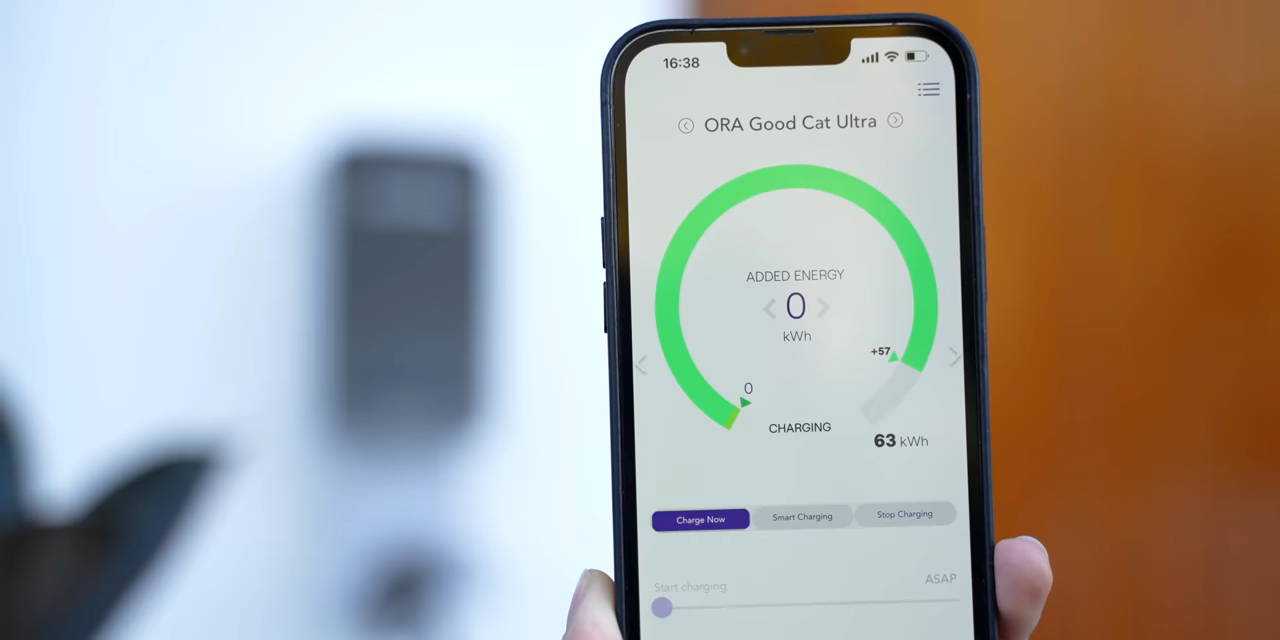 16:38
ORA Good Cat Ultra
ADDED ENERGY
0
kWh
+57
0
CHARGING
63 kWh
Charge Now
Smart Charging
Stop Charging
Start charging
ASAP